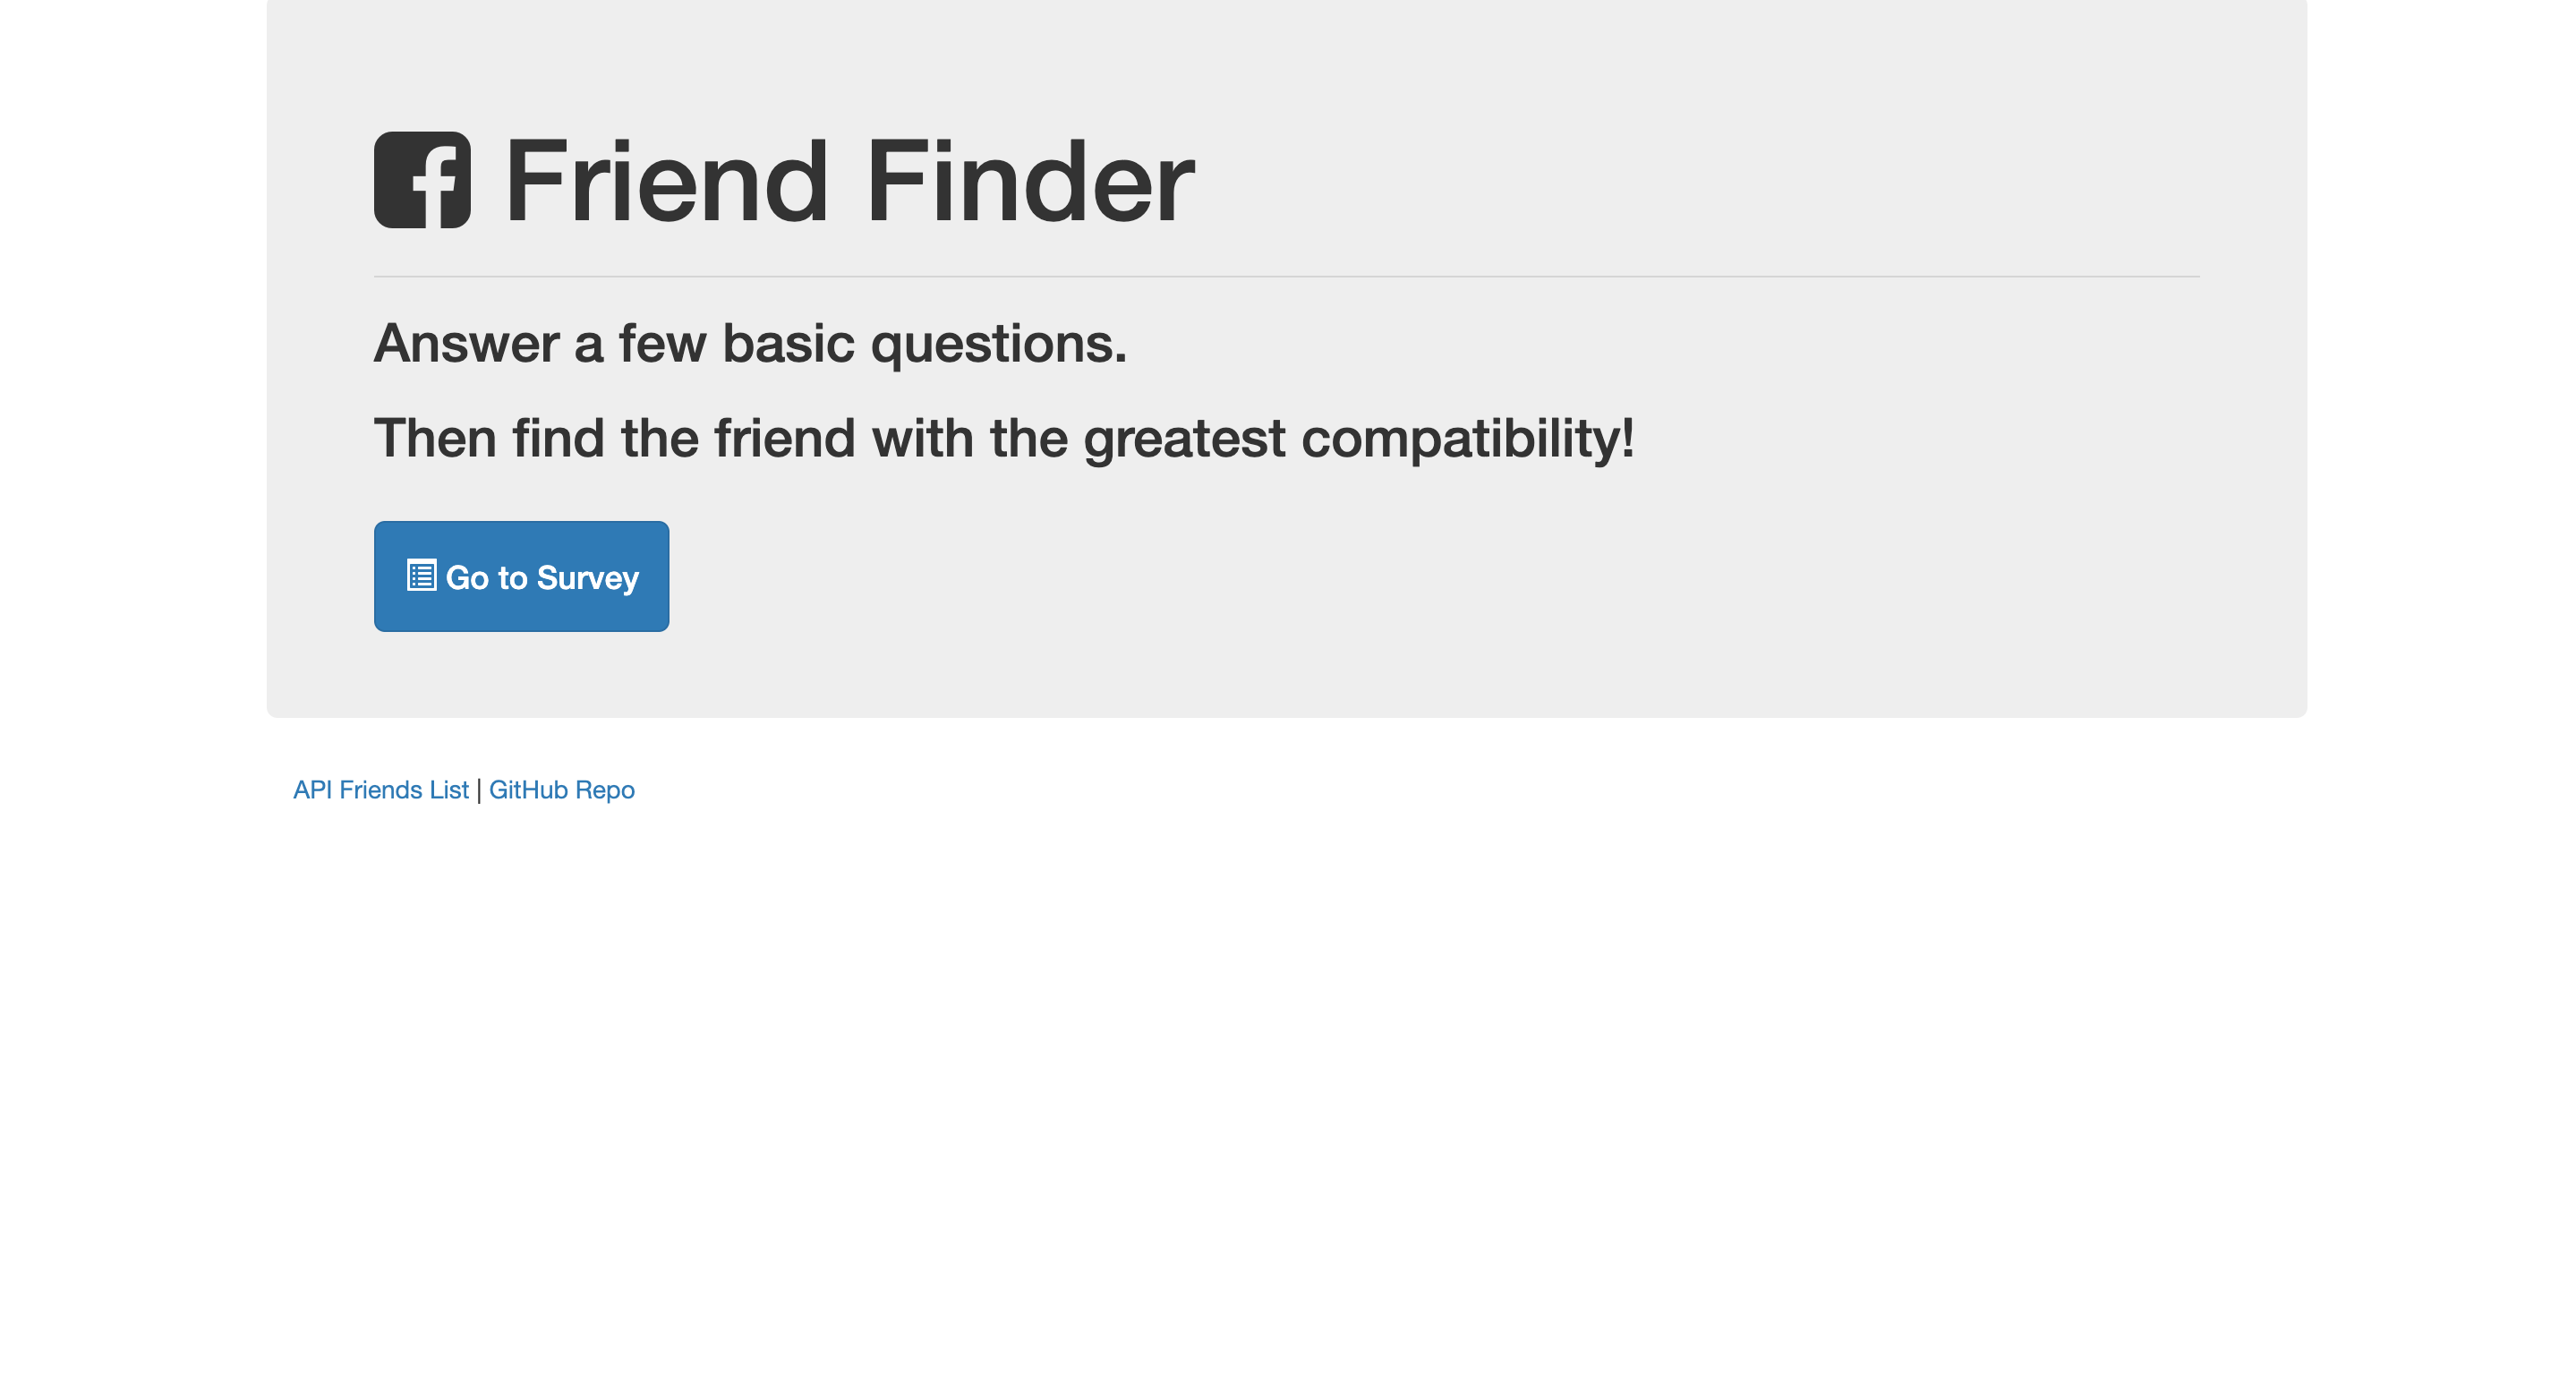 Friend Finder
Answer a few basic questions.
Then find the friend with the greatest compatibility!
Go to Survey
API Friends List | GitHub Repo